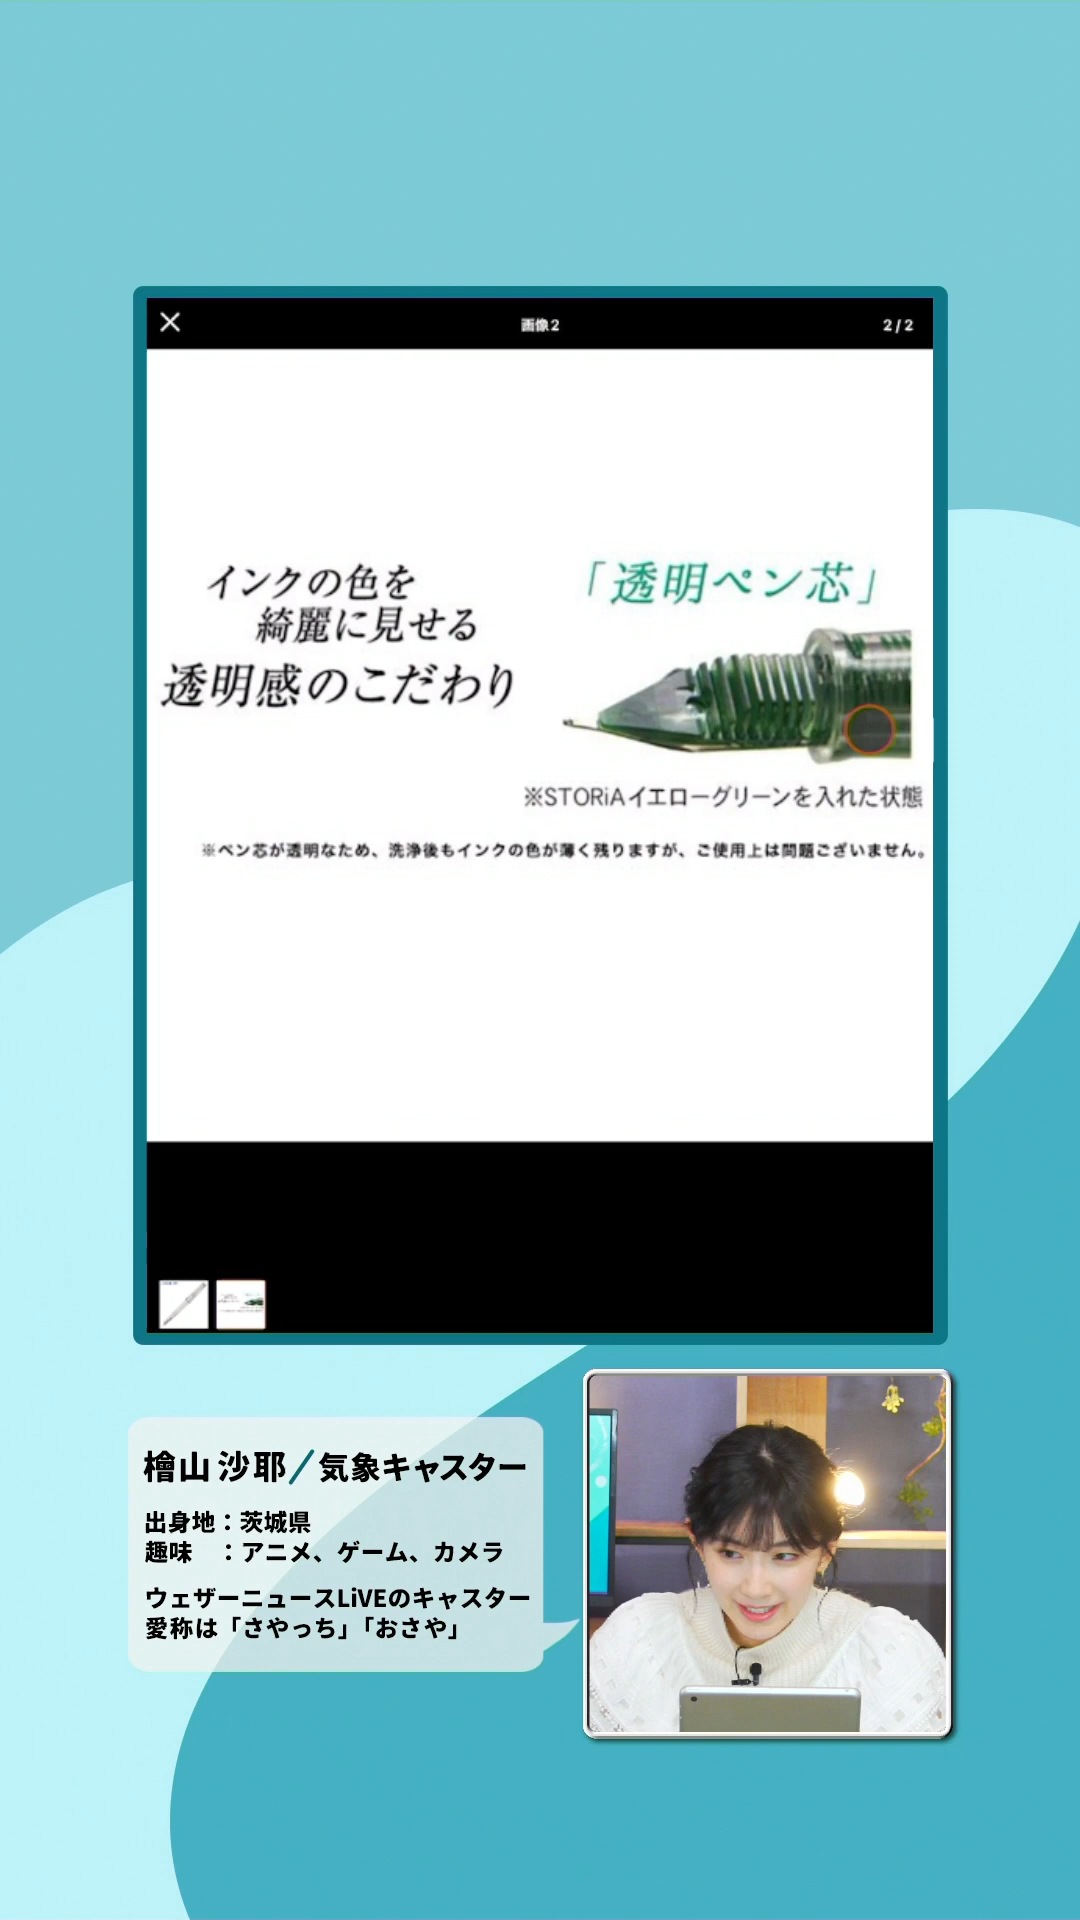 画像2
2 / 2
インクの色を
綺麗に見せる
透明感のこだわり
「透明ペン芯」
※STORiAイエローグリーンを入れた状態
※ペン芯が透明なため、洗浄後もインクの色が薄く残りますが、ご使用上は問題ございません。
檜山 沙耶/気象キャスター
出身地:茨城県
趣味 :アニメ、ゲーム、カメラ
ウェザーニュースLiVEのキャスター
愛称は「さやっち」「おさや」